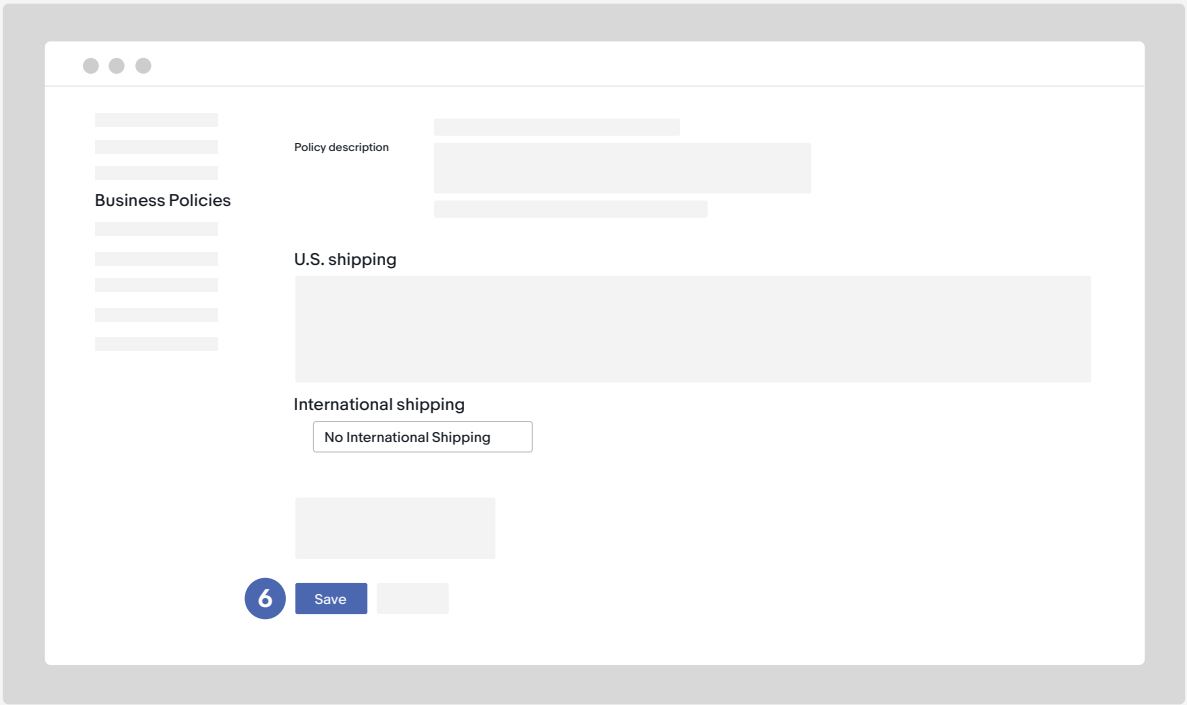 Policy description
Business Policies
U.S. shipping
International shipping
No International Shipping
6
Save